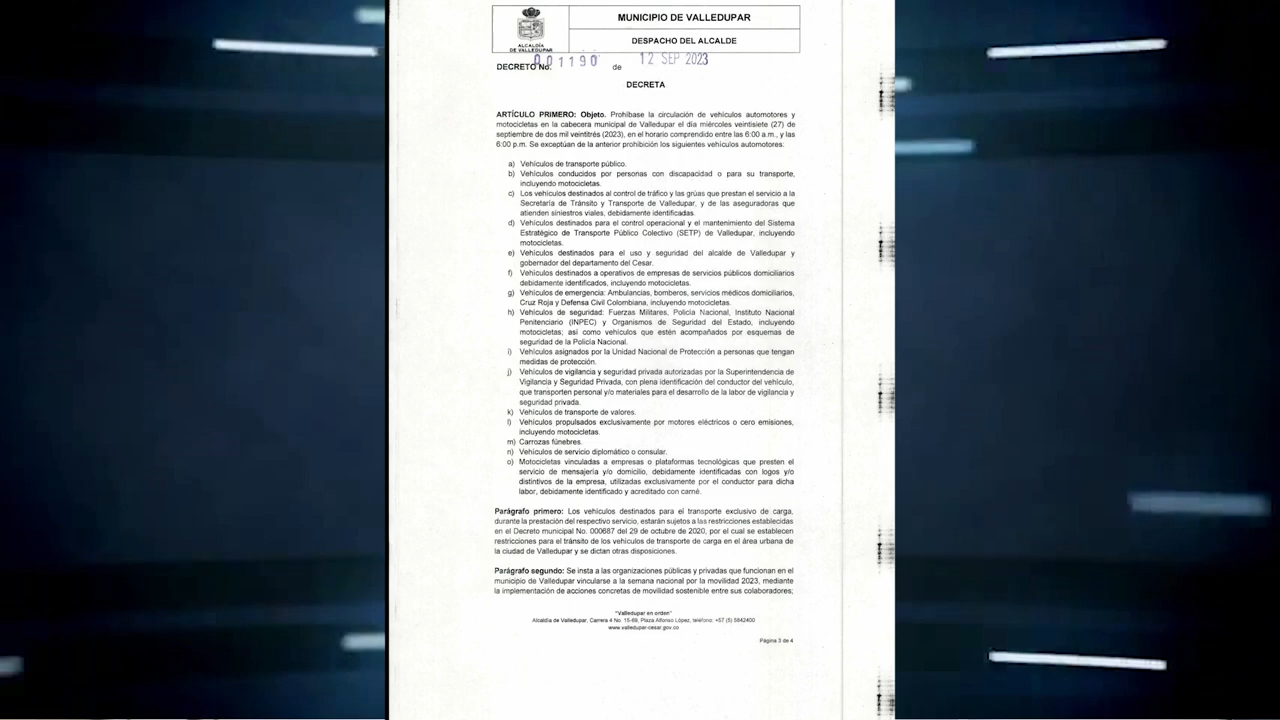 ALCALDÍA
DE VALLEDUPAR
MUNICIPIO DE VALLEDUPAR
DESPACHO DEL ALCALDE
DECRETO No. 001190 de 12 SEP 2023
DECRETA
ARTÍCULO PRIMERO: Objeto. Prohíbase la circulación de vehículos automotores y
motocicletas en la cabecera municipal de Valledupar el día miércoles veintisiete (27) de
septiembre de dos mil veintitrés (2023), en el horario comprendido entre las 6:00 a.m., y las
6:00 p.m. Se exceptúan de la anterior prohibición los siguientes vehículos automotores:
a) Vehículos de transporte público.
b) Vehículos conducidos por personas con discapacidad o para su transporte,
incluyendo motocicletas.
c) Los vehículos destinados al control de tráfico y las grúas que prestan el servicio a la
Secretaría de Tránsito y Transporte de Valledupar, y de las aseguradoras que
atienden siniestros viales, debidamente identificadas.
d) Vehículos destinados para el control operacional y el mantenimiento del Sistema
Estratégico de Transporte Público Colectivo (SETP) de Valledupar, incluyendo
motocicletas.
e) Vehículos destinados para el uso y seguridad del alcalde de Valledupar y
gobernador del departamento del Cesar.
f) Vehículos destinados a operativos de empresas de servicios públicos domiciliarios
debidamente identificados, incluyendo motocicletas.
g) Vehículos de emergencia: Ambulancias, bomberos, servicios médicos domiciliarios,
Cruz Roja y Defensa Civil Colombiana, incluyendo motocicletas.
h) Vehículos de seguridad: Fuerzas Militares, Policía Nacional, Instituto Nacional
Penitenciario (INPEC) y Organismos de Seguridad del Estado, incluyendo
motocicletas; así como vehículos que estén acompañados por esquemas de
seguridad de la Policía Nacional.
i) Vehículos asignados por la Unidad Nacional de Protección a personas que tengan
medidas de protección.
j) Vehículos de vigilancia y seguridad privada autorizadas por la Superintendencia de
Vigilancia y Seguridad Privada, con plena identificación del conductor del vehículo,
que transporten personal y/o materiales para el desarrollo de la labor de vigilancia y
seguridad privada.
k) Vehículos de transporte de valores.
l) Vehículos propulsados exclusivamente por motores eléctricos o cero emisiones,
incluyendo motocicletas.
m) Carrozas fúnebres.
n) Vehículos de servicio diplomático o consular.
o) Motocicletas vinculadas a empresas o plataformas tecnológicas que presten el
servicio de mensajería y/o domicilio, debidamente identificadas con logos y/o
distintivos de la empresa, utilizadas exclusivamente por el conductor para dicha
labor, debidamente identificado y acreditado con carné.
Parágrafo primero: Los vehículos destinados para el transporte exclusivo de carga,
durante la prestación del respectivo servicio, estarán sujetos a las restricciones establecidas
en el Decreto municipal No. 000687 del 29 de octubre de 2020, por el cual se establecen
restricciones para el tránsito de los vehículos de transporte de carga en el área urbana de
la ciudad de Valledupar y se dictan otras disposiciones.
Parágrafo segundo: Se insta a las organizaciones públicas y privadas que funcionan en el
municipio de Valledupar vincularse a la semana nacional por la movilidad 2023, mediante
la implementación de acciones concretas de movilidad sostenible entre sus colaboradores;
"Valledupar en orden"
Alcaldía de Valledupar, Carrera 4 No. 15-69, Plaza Alfonso López, teléfono: +57 (5) 5842400
www.valledupar-cesar.gov.co
Página 3 de 4